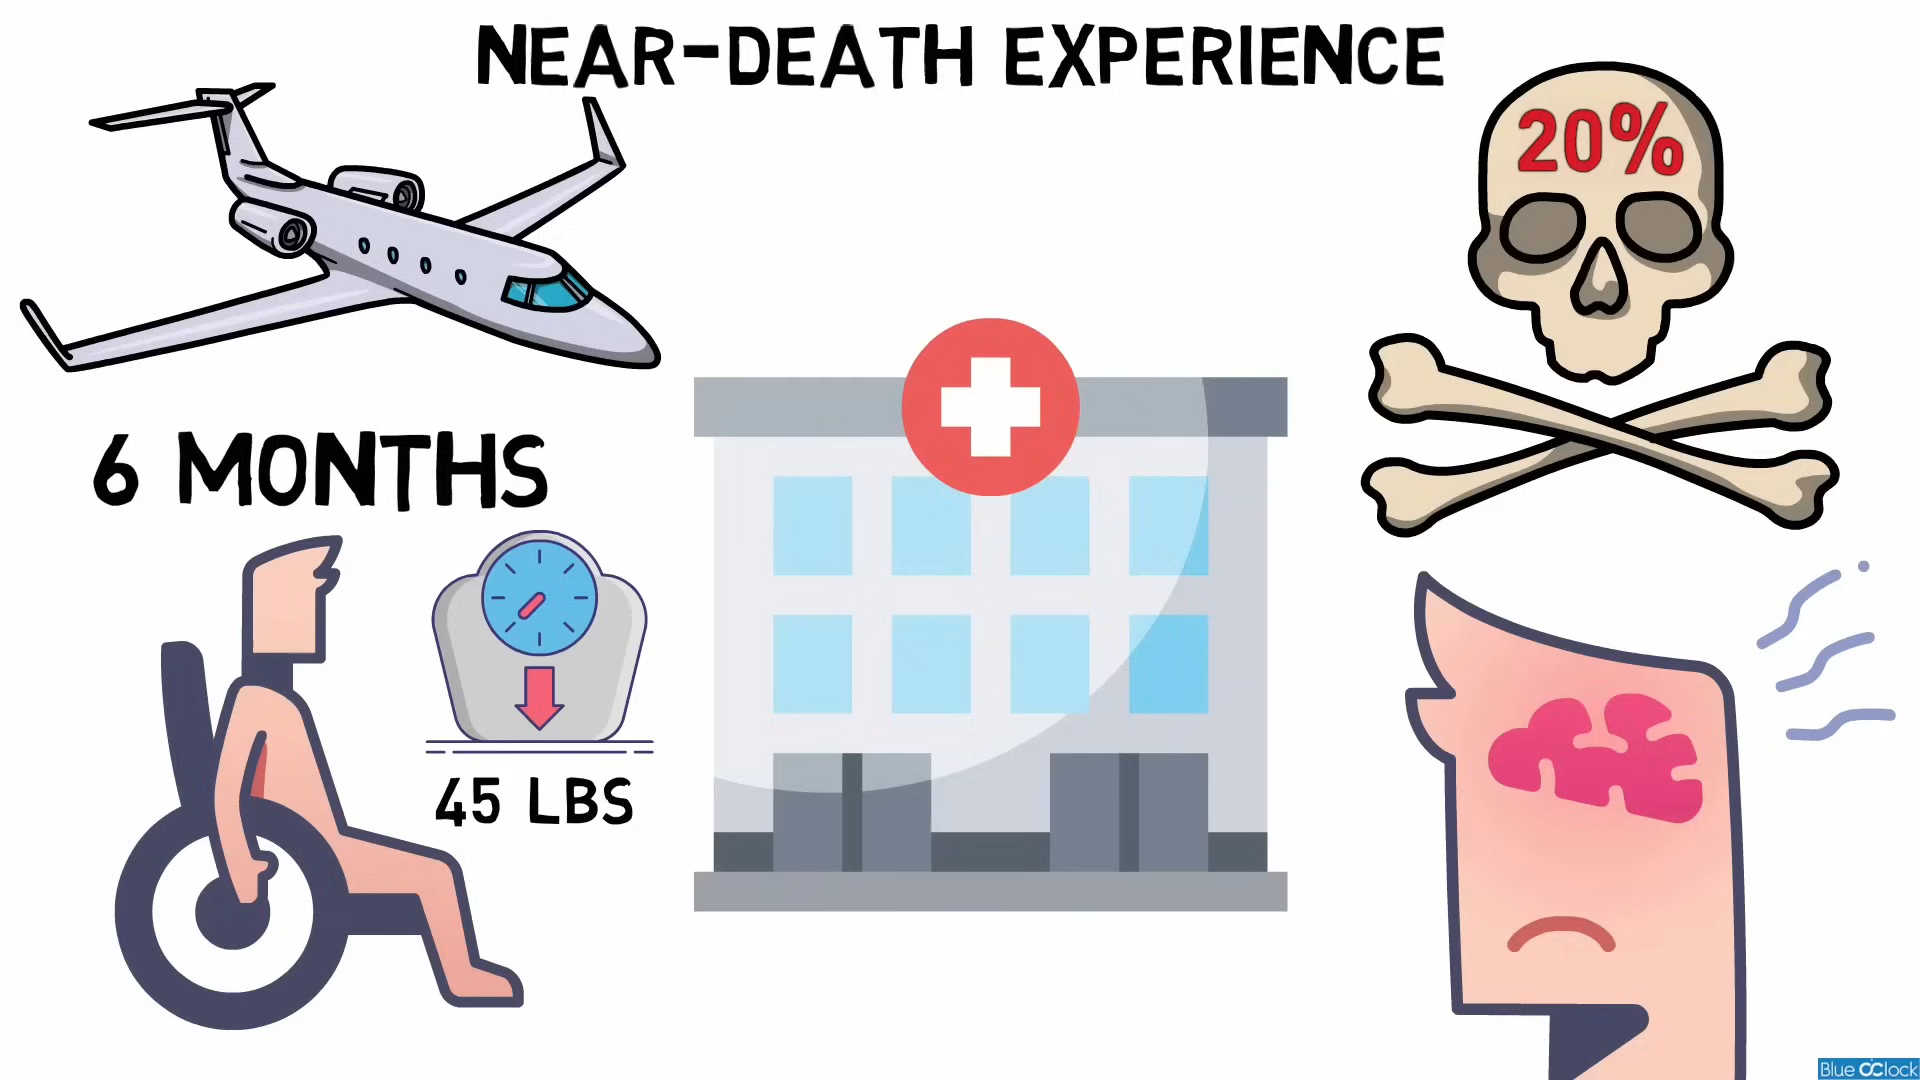 NEAR-DEATH EXPERIENCE
20%
6 MONTHS
45 LBS
Blue OClock